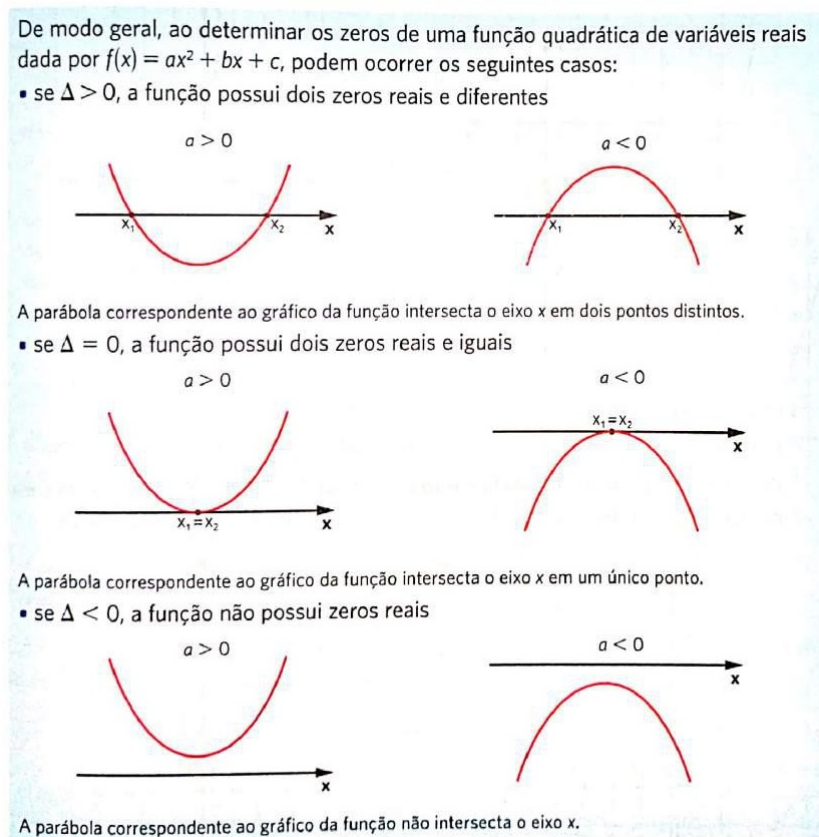 De modo geral, ao determinar os zeros de uma função quadrática de variáveis reais
dada por f(x) = ax² + bx + c, podem ocorrer os seguintes casos:
▪ se Δ > 0, a função possui dois zeros reais e diferentes
a > 0 a < 0
x₁ x₂ x x₁ x₂ x
A parábola correspondente ao gráfico da função intersecta o eixo x em dois pontos distintos.
▪ se Δ = 0, a função possui dois zeros reais e iguais
a > 0 a < 0
x₁ = x₂ x
x₁ = x₂ x
A parábola correspondente ao gráfico da função intersecta o eixo x em um único ponto.
▪ se Δ < 0, a função não possui zeros reais
a > 0 a < 0
x
x
A parábola correspondente ao gráfico da função não intersecta o eixo x.